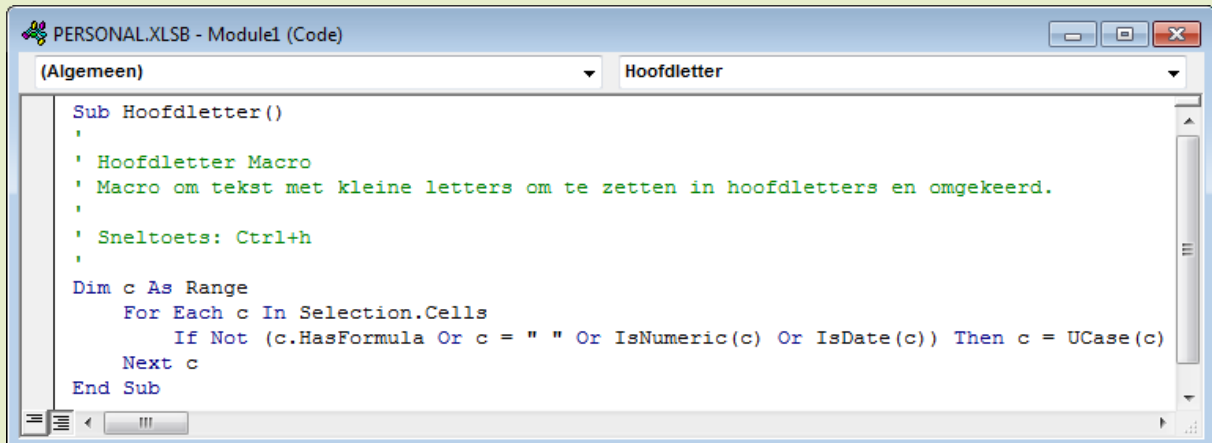 PERSONAL.XLSB - Module1 (Code)
(Algemeen) Hoofdletter
Sub Hoofdletter()
'
' Hoofdletter Macro
' Macro om tekst met kleine letters om te zetten in hoofdletters en omgekeerd.
'
' Sneltoets: Ctrl+h
'
Dim c As Range
    For Each c In Selection.Cells
        If Not (c.HasFormula Or c = " " Or IsNumeric(c) Or IsDate(c)) Then c = UCase(c)
    Next c
End Sub